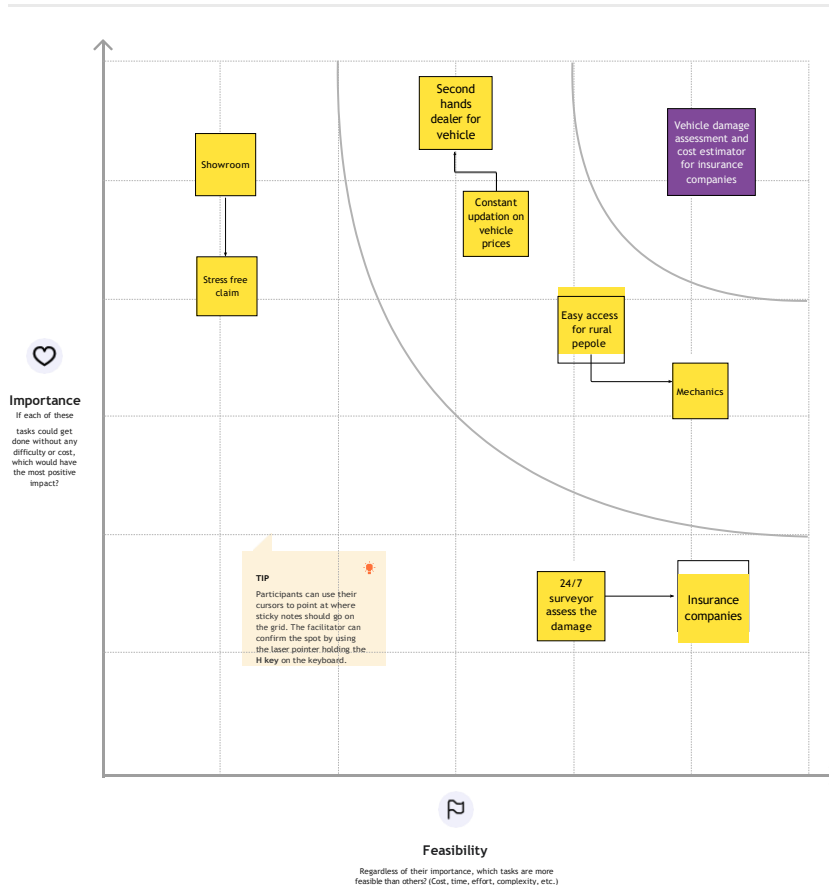 Second
hands
dealer for
vehicle
Vehicle damage
assessment and
cost estimator
for insurance
companies
Showroom
Constant
updation on
vehicle
prices
Stress free
claim
Easy access
for rural
pepole
Mechanics
Importance
If each of these
tasks could get
done without any
difficulty or cost,
which would have
the most positive
impact?
TIP
Participants can use their
cursors to point at where
sticky notes should go on
the grid. The facilitator can
confirm the spot by using
the laser pointer holding the
H key on the keyboard.
24/7
surveyor
assess the
damage
Insurance
companies
Feasibility
Regardless of their importance, which tasks are more
feasible than others? (Cost, time, effort, complexity, etc.)